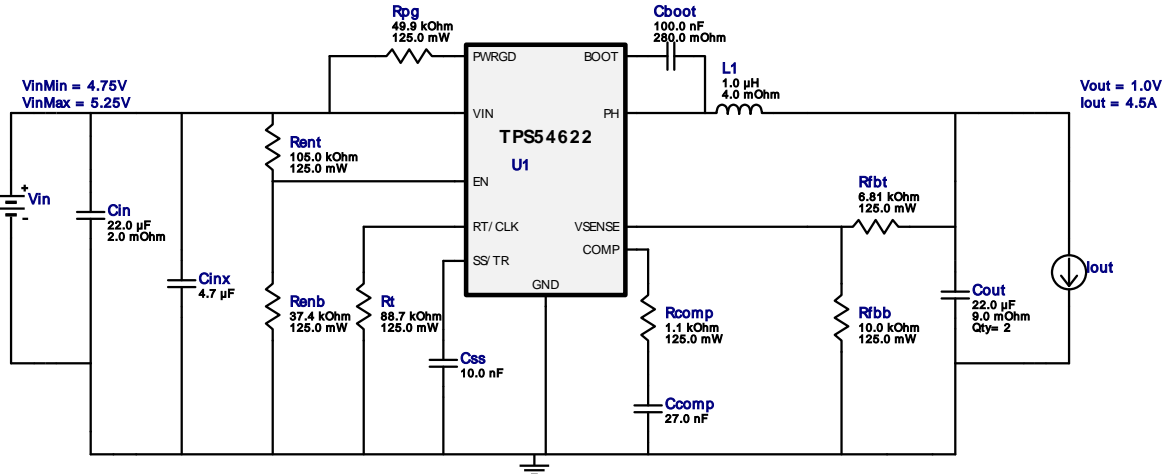 Rpg
49.9 kOhm
125.0 mW
Cboot
100.0 nF
280.0 mOhm
PWRGD
BOOT
L1
1.0 µH
4.0 mOhm
VinMin = 4.75V
VinMax = 5.25V
Vout = 1.0V
Iout = 4.5A
VIN
PH
TPS54622
U1
Rent
105.0 kOhm
125.0 mW
EN
Vin
+
-
Cin
22.0 µF
2.0 mOhm
Rfbt
6.81 kOhm
125.0 mW
RT/CLK
VSENSE
COMP
SS/TR
GND
Cinx
4.7 µF
Renb
37.4 kOhm
125.0 mW
Rt
88.7 kOhm
125.0 mW
Rcomp
1.1 kOhm
125.0 mW
Rfbb
10.0 kOhm
125.0 mW
Cout
22.0 µF
9.0 mOhm
Qty= 2
Iout
Css
10.0 nF
Ccomp
27.0 nF